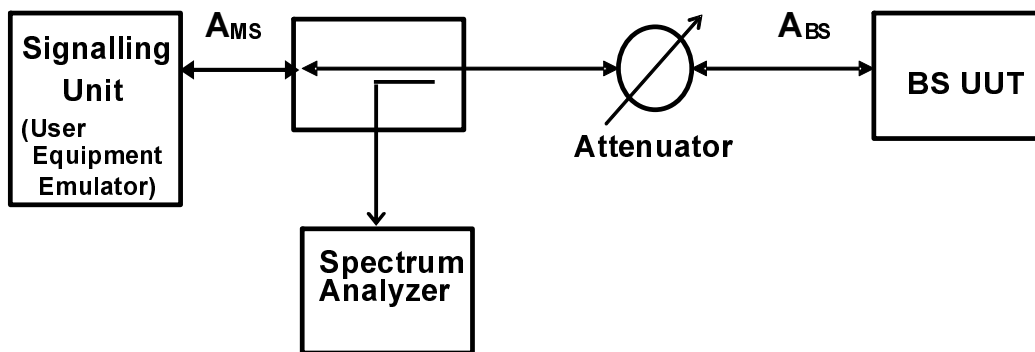 Signalling
Unit
(User
Equipment
Emulator)
AMS
Attenuator
ABS
BS UUT
Spectrum
Analyzer